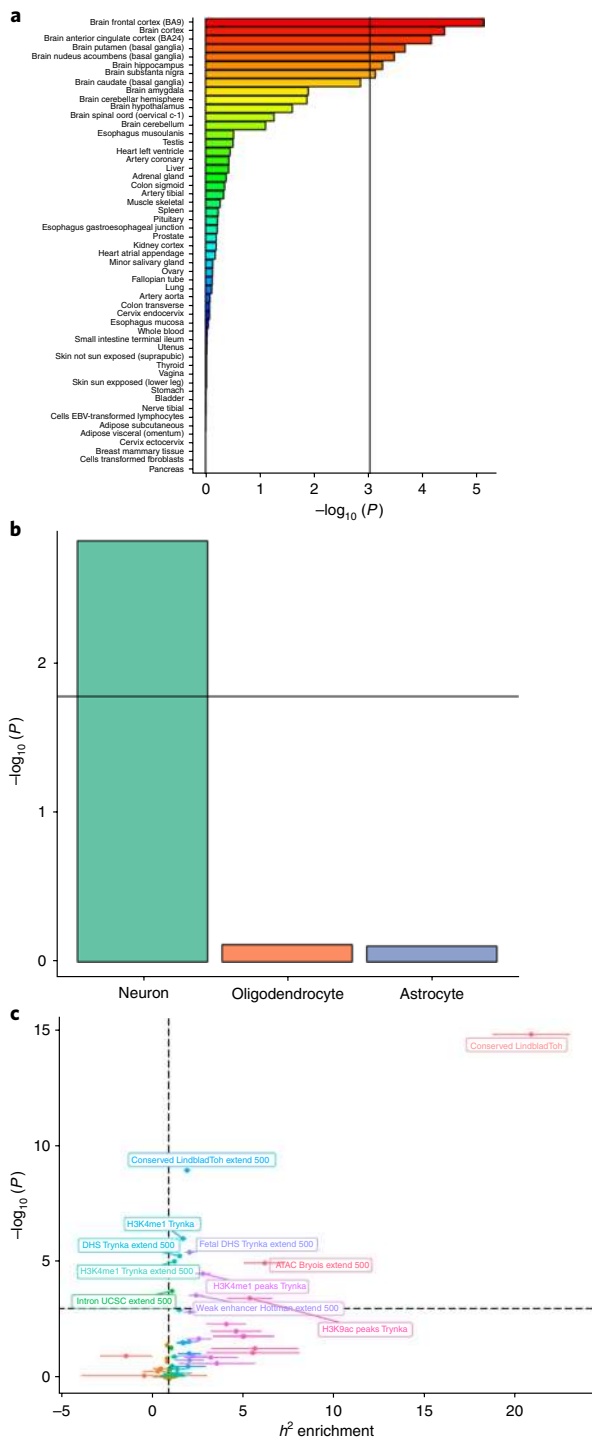 a
Brain frontal cortex (BA9)
Brain cortex
Brain anterior cingulate cortex (BA24)
Brain putamen (basal ganglia)
Brain nudeus acoumbens (basal ganglia)
Brain hippocampus
Brain substanta nigra
Brain caudate (basal ganglia)
Brain amygdala
Brain cerebellar hemisphere
Brain hypothalamus
Brain spinal oord (oervical c-1)
Brain cerebellum
Esophagus musoulanis
Testis
Heart left ventricle
Artery coronary
Liver
Adrenal gland
Colon sigmoid
Artery tibial
Muscle skeletal
Spleen
Pituitary
Esophagus gastroesophageal junction
Prostate
Kidney cortex
Heart atrial appendage
Minor salivary gland
Ovary
Fallopian tube
Lung
Artery aorta
Colon transverse
Cervix endocervix
Esophagus mucosa
Whole blood
Small intestine terminal ileum
Utenus
Skin not sun exposed (suprapubic)
Thyroid
Vagina
Skin sun expposed (lower leg)
Stomach
Bladder
Nerve tibial
Cells EBV-transformed lymphocytes
Adipose subcutaneous
Adipose visceral (omentum)
Cervix ectocervix
Breast mammary tissue
Cells transformed fbroblasts
Pancreas
0 1 2 3 4 5
–log10 (P)
b
2
1
0
–log10 (P)
Neuron Oligodendrocyte Astrocyte
c
15
10
5
0
–log10 (P)
Conserved LindbladToh
Conserved LindbladToh extend 500
H3K4me1 Trynka
DHS Trynka extend 500
Fetal DHS Trynka extend 500
ATAC Bryois extend 500
H3K4me1 Trynka extend 500
H3K4me1 peaks Trynka
Intron UCSC extend 500
Weak enhancer Hoffman extend 500
H3K9ac peaks Trynka
–5 0 5 10 15 20
h2 enrichment